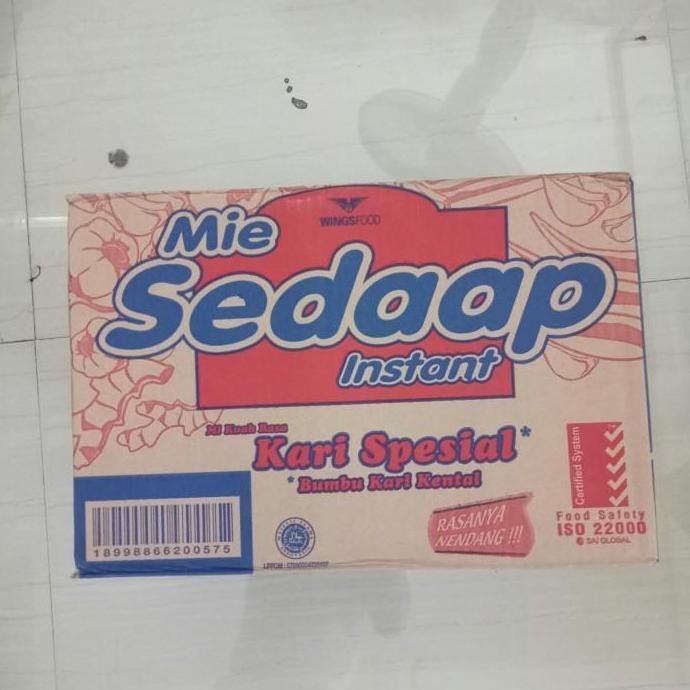 WINGSFOOD
Mie
Sedaap
Instant
Mi Kuah Rasa
Kari Spesial*
*Bumbu Kari Kental
RASANYA
NENDANG !!!
Certified System
Food Safety
ISO 22000
SAI GLOBAL
18998866200575